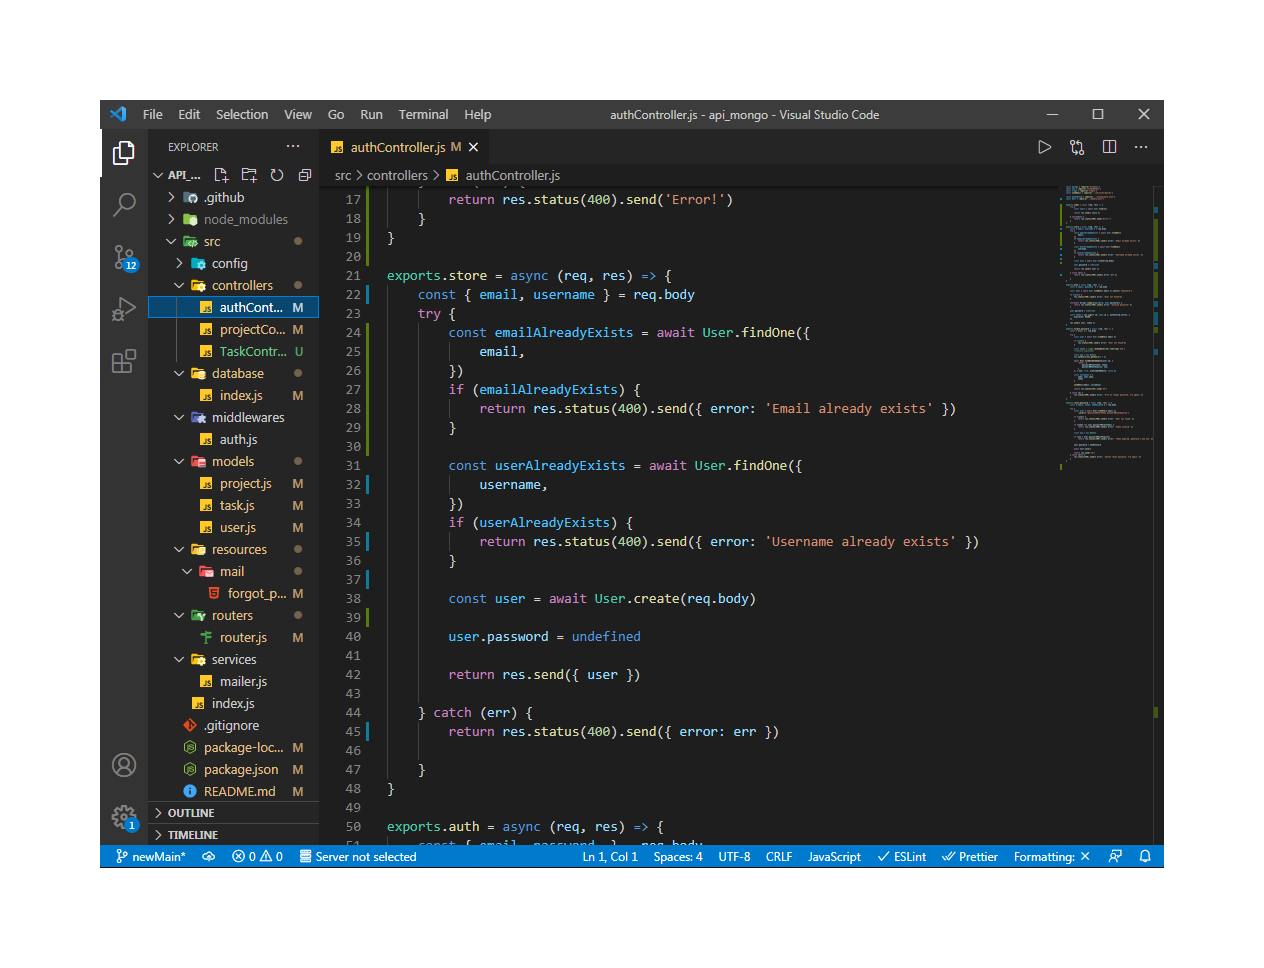 File Edit Selection View Go Run Terminal Help
authController.js - api_mongo - Visual Studio Code
EXPLORER
authController.js M
API_...
src > controllers > authController.js
.github
node_modules
src
config
controllers
authCont... M
projectCo... M
TaskContr... U
database
index.js M
middlewares
auth.js
models
project.js M
task.js M
user.js M
resources
mail
forgot_p... M
routers
router.js M
services
mailer.js
index.js
.gitignore
package-loc... M
package.json M
README.md M
OUTLINE
TIMELINE
12
1
17 return res.status(400).send('Error!')
18 }
19 }
20
21 exports.store = async (req, res) => {
22 const { email, username } = req.body
23 try {
24 const emailAlreadyExists = await User.findOne({
25 email,
26 })
27 if (emailAlreadyExists) {
28 return res.status(400).send({ error: 'Email already exists' })
29 }
30
31 const userAlreadyExists = await User.findOne({
32 username,
33 })
34 if (userAlreadyExists) {
35 return res.status(400).send({ error: 'Username already exists' })
36 }
37
38 const user = await User.create(req.body)
39
40 user.password = undefined
41
42 return res.send({ user })
43
44 } catch (err) {
45 return res.status(400).send({ error: err })
46
47 }
48 }
49
50 exports.auth = async (req, res) => {
51 const { email, password, } = req.body
newMain* 0 0 Server not selected Ln 1, Col 1 Spaces: 4 UTF-8 CRLF JavaScript ESLint Prettier Formatting: ×